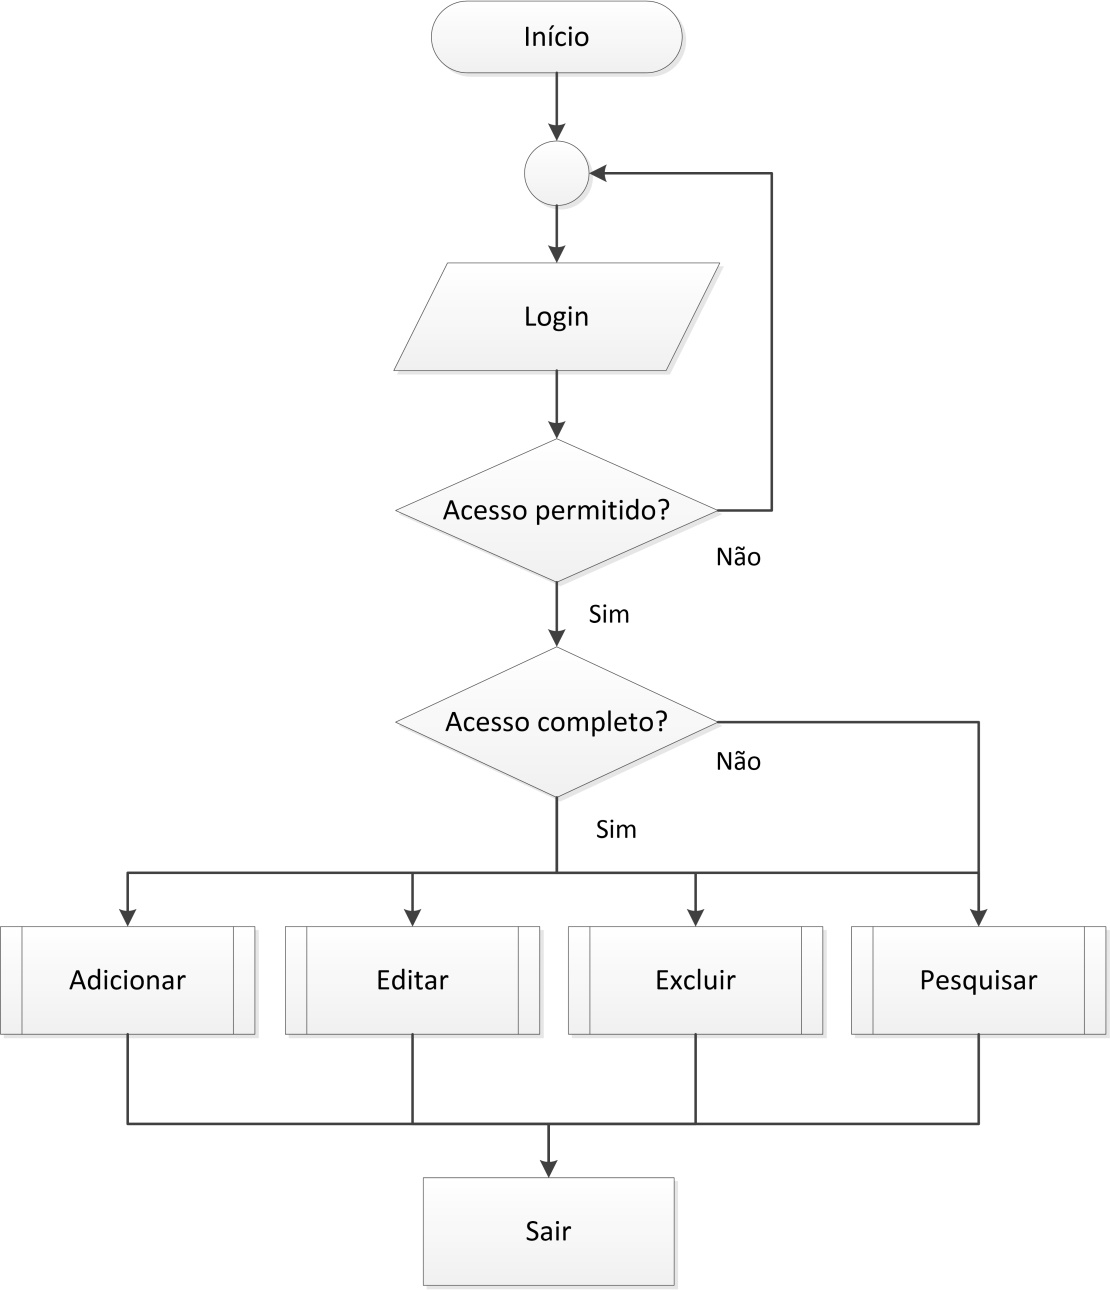 Início
Login
Acesso permitido?
Não
Sim
Acesso completo?
Não
Sim
Adicionar
Editar
Excluir
Pesquisar
Sair